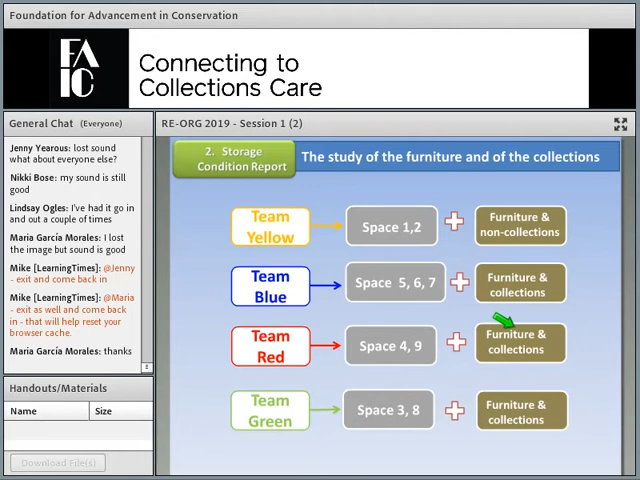 Foundation for Advancement in Conservation
FA
IC
Connecting to
Collections Care
General Chat (Everyone)
Jenny Yearous: lost sound
what about everyone else?
Nikki Bose: my sound is still
good
Lindsay Ogles: I've had it go in
and out a couple of times
Maria García Morales: I lost
the image but sound is good
Mike [LearningTimes]: @Jenny
- exit and come back in
Mike [LearningTimes]: @Maria
- exit as well and come back
in - that will help reset your
browser cache.
Maria García Morales: thanks
Handouts/Materials
Name Size
Download File(s)
RE-ORG 2019 - Session 1 (2)
2. Storage
Condition Report
The study of the furniture and of the collections
Team
Yellow
Space 1,2
Furniture &
non-collections
Team
Blue
Space 5, 6, 7
Furniture &
collections
Team
Red
Space 4, 9
Furniture &
collections
Team
Green
Space 3, 8
Furniture &
collections